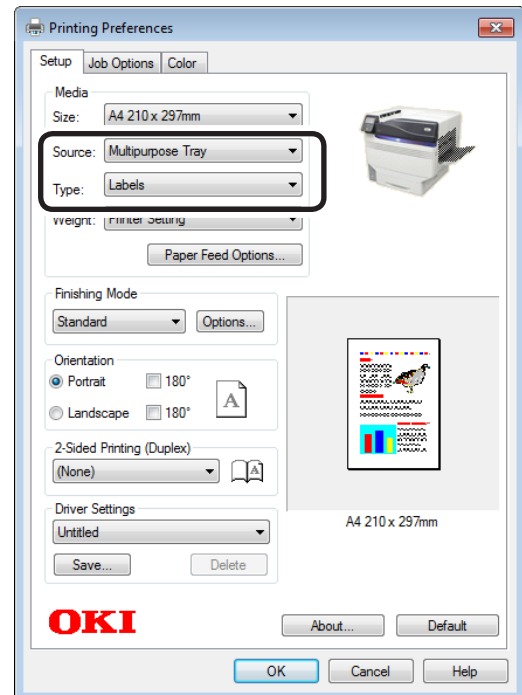 Printing Preferences
Setup Job Options Color
Media
Size: A4 210 x 297mm
Source: Multipurpose Tray
Type: Labels
Weight: Printer Setting
Paper Feed Options...
Finishing Mode
Standard Options...
Orientation
Portrait 180°
Landscape 180°
A
2-Sided Printing (Duplex)
(None) A
Driver Settings
Untitled
Save... Delete
A4 210 x 297mm
OKI
About... Default
OK Cancel Help